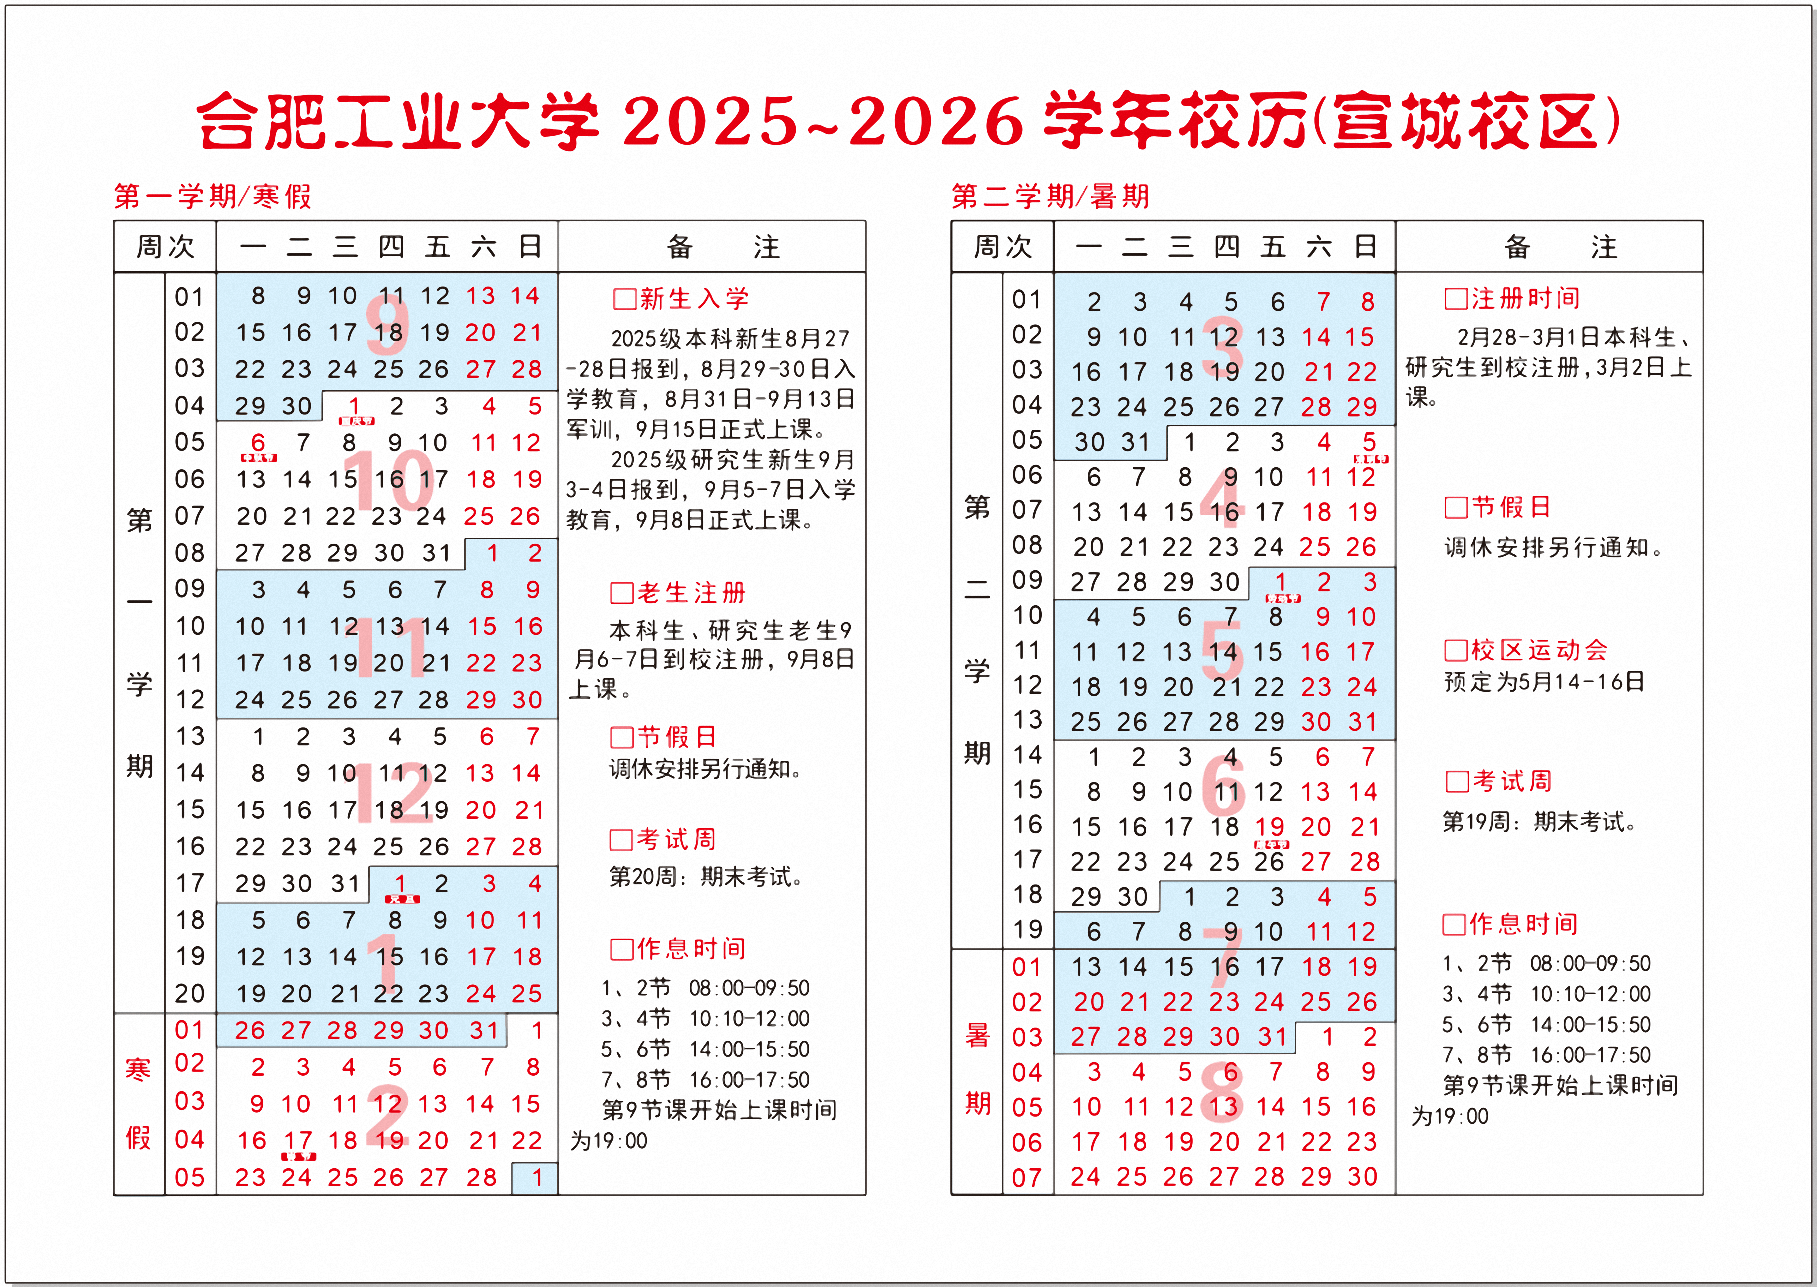 合肥工业大学 2025~2026 学年校历(宣城校区)
第一学期/寒假
周次 一 二 三 四 五 六 日 备 注
第一学期
01 8 9 10 11 12 13 14
02 15 16 17 18 19 20 21
03 22 23 24 25 26 27 28
04 29 30 1 2 3 4 5
国庆节
05 6 7 8 9 10 11 12
中秋节
06 13 14 15 16 17 18 19
07 20 21 22 23 24 25 26
08 27 28 29 30 31 1 2
09 3 4 5 6 7 8 9
10 10 11 12 13 14 15 16
11 17 18 19 20 21 22 23
12 24 25 26 27 28 29 30
13 1 2 3 4 5 6 7
14 8 9 10 11 12 13 14
15 15 16 17 18 19 20 21
16 22 23 24 25 26 27 28
17 29 30 31 1 2 3 4
元旦
18 5 6 7 8 9 10 11
19 12 13 14 15 16 17 18
20 19 20 21 22 23 24 25
寒假
01 26 27 28 29 30 31 1
02 2 3 4 5 6 7 8
03 9 10 11 12 13 14 15
04 16 17 18 19 20 21 22
春节
05 23 24 25 26 27 28 1
9
10
11
12
1
2
□新生入学
2025级本科新生8月27
-28日报到，8月29-30日入
学教育，8月31日-9月13日
军训，9月15日正式上课。
2025级研究生新生9月
3-4日报到，9月5-7日入学
教育，9月8日正式上课。
□老生注册
本科生、研究生老生9
月6-7日到校注册，9月8日
上课。
□节假日
调休安排另行通知。
□考试周
第20周：期末考试。
□作息时间
1、2节 08:00-09:50
3、4节 10:10-12:00
5、6节 14:00-15:50
7、8节 16:00-17:50
第9节课开始上课时间
为19:00
第二学期/暑期
周次 一 二 三 四 五 六 日 备 注
第二学期
01 2 3 4 5 6 7 8
02 9 10 11 12 13 14 15
03 16 17 18 19 20 21 22
04 23 24 25 26 27 28 29
05 30 31 1 2 3 4 5
清明节
06 6 7 8 9 10 11 12
07 13 14 15 16 17 18 19
08 20 21 22 23 24 25 26
09 27 28 29 30 1 2 3
劳动节
10 4 5 6 7 8 9 10
11 11 12 13 14 15 16 17
12 18 19 20 21 22 23 24
13 25 26 27 28 29 30 31
14 1 2 3 4 5 6 7
15 8 9 10 11 12 13 14
16 15 16 17 18 19 20 21
端午节
17 22 23 24 25 26 27 28
18 29 30 1 2 3 4 5
19 6 7 8 9 10 11 12
暑期
01 13 14 15 16 17 18 19
02 20 21 22 23 24 25 26
03 27 28 29 30 31 1 2
04 3 4 5 6 7 8 9
05 10 11 12 13 14 15 16
06 17 18 19 20 21 22 23
07 24 25 26 27 28 29 30
3
4
5
6
7
8
□注册时间
2月28-3月1日本科生、
研究生到校注册,3月2日上
课。
□节假日
调休安排另行通知。
□校区运动会
预定为5月14-16日
□考试周
第19周：期末考试。
□作息时间
1、2节 08:00-09:50
3、4节 10:10-12:00
5、6节 14:00-15:50
7、8节 16:00-17:50
第9节课开始上课时间
为19:00